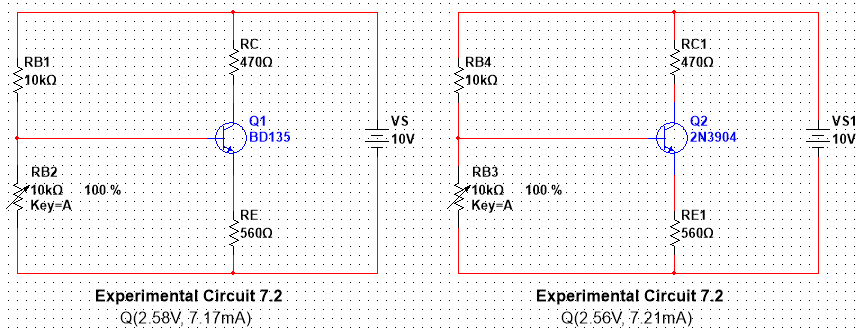 RC
470Ω
RB1
10kΩ
Q1
BD135
VS
10V
RB2
10kΩ 100 %
Key=A
RE
560Ω
Experimental Circuit 7.2
Q(2.58V, 7.17mA)
RC1
470Ω
RB4
10kΩ
Q2
2N3904
VS1
10V
RB3
10kΩ 100 %
Key=A
RE1
560Ω
Experimental Circuit 7.2
Q(2.56V, 7.21mA)